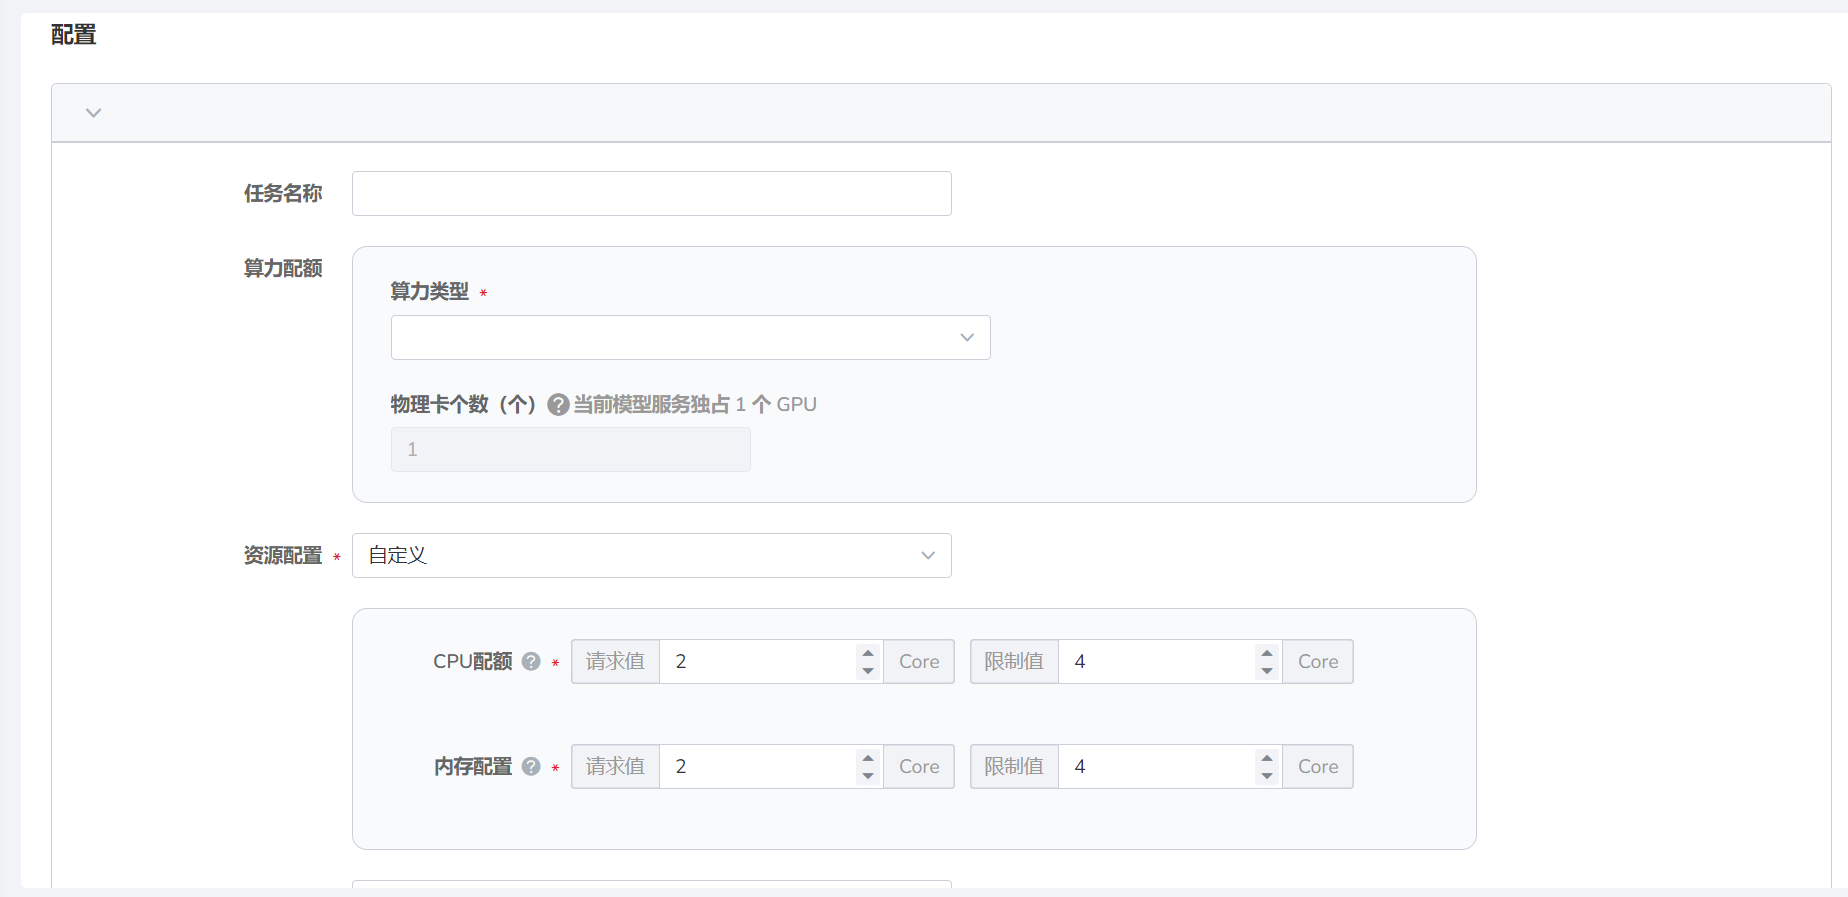 配置
任务名称
算力配额
算力类型 *
物理卡个数（个） ? 当前模型服务独占 1 个 GPU
1
资源配置 * 自定义
CPU配额 ? * 请求值 2 Core 限制值 4 Core
内存配置 ? * 请求值 2 Core 限制值 4 Core